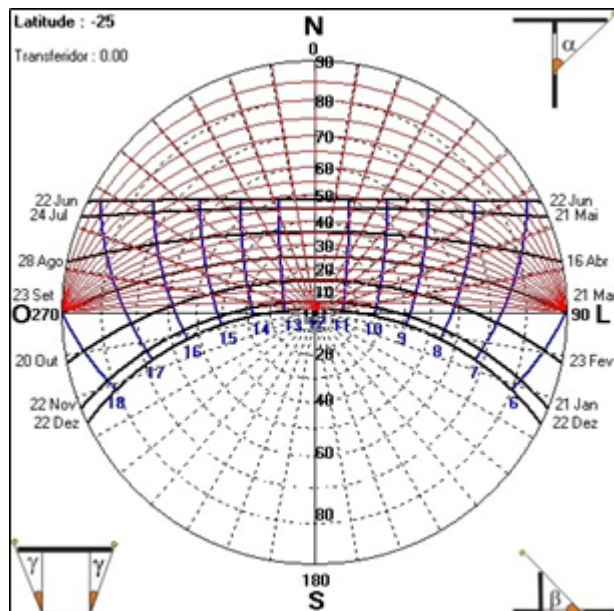 Latitude : -25
Transferidor : 0.00
N
0
90
80
70
60
50
40
30
20
10
22 Jun
24 Jul
28 Ago
23 Set
O 270
20 Out
22 Nov
22 Dez
22 Jun
21 Mai
16 Abr
21 Ma
90 L
23 Fev
21 Jan
22 Dez
18 17 16 15 14 13 12 11 10 9 8 7 6
20
40
60
80
180
S
α
γ γ
β